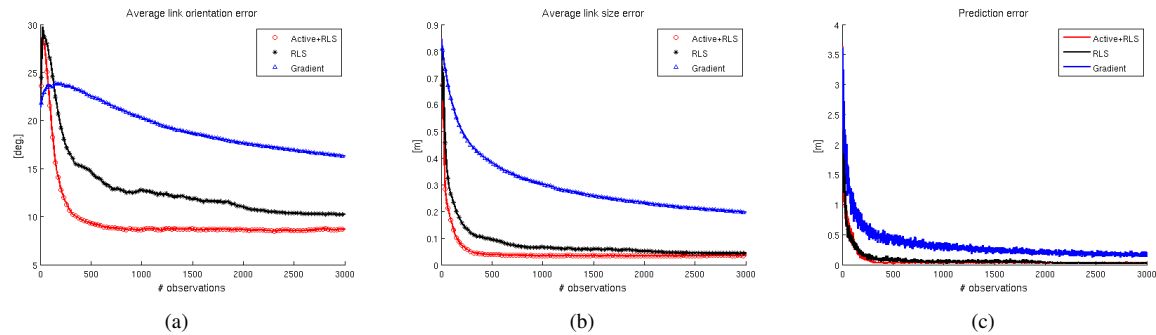 Average link orientation error
30
25
20
15
10
5
[deg.]
Active+RLS
RLS
Gradient
0 500 1000 1500 2000 2500 3000
# observations
(a)
Average link size error
0.9
0.8
0.7
0.6
0.5
0.4
0.3
0.2
0.1
0
[m]
Active+RLS
RLS
Gradient
0 500 1000 1500 2000 2500 3000
# observations
(b)
Prediction error
4
3.5
3
2.5
2
1.5
1
0.5
0
[m]
Active+RLS
RLS
Gradient
0 500 1000 1500 2000 2500 3000
# observations
(c)